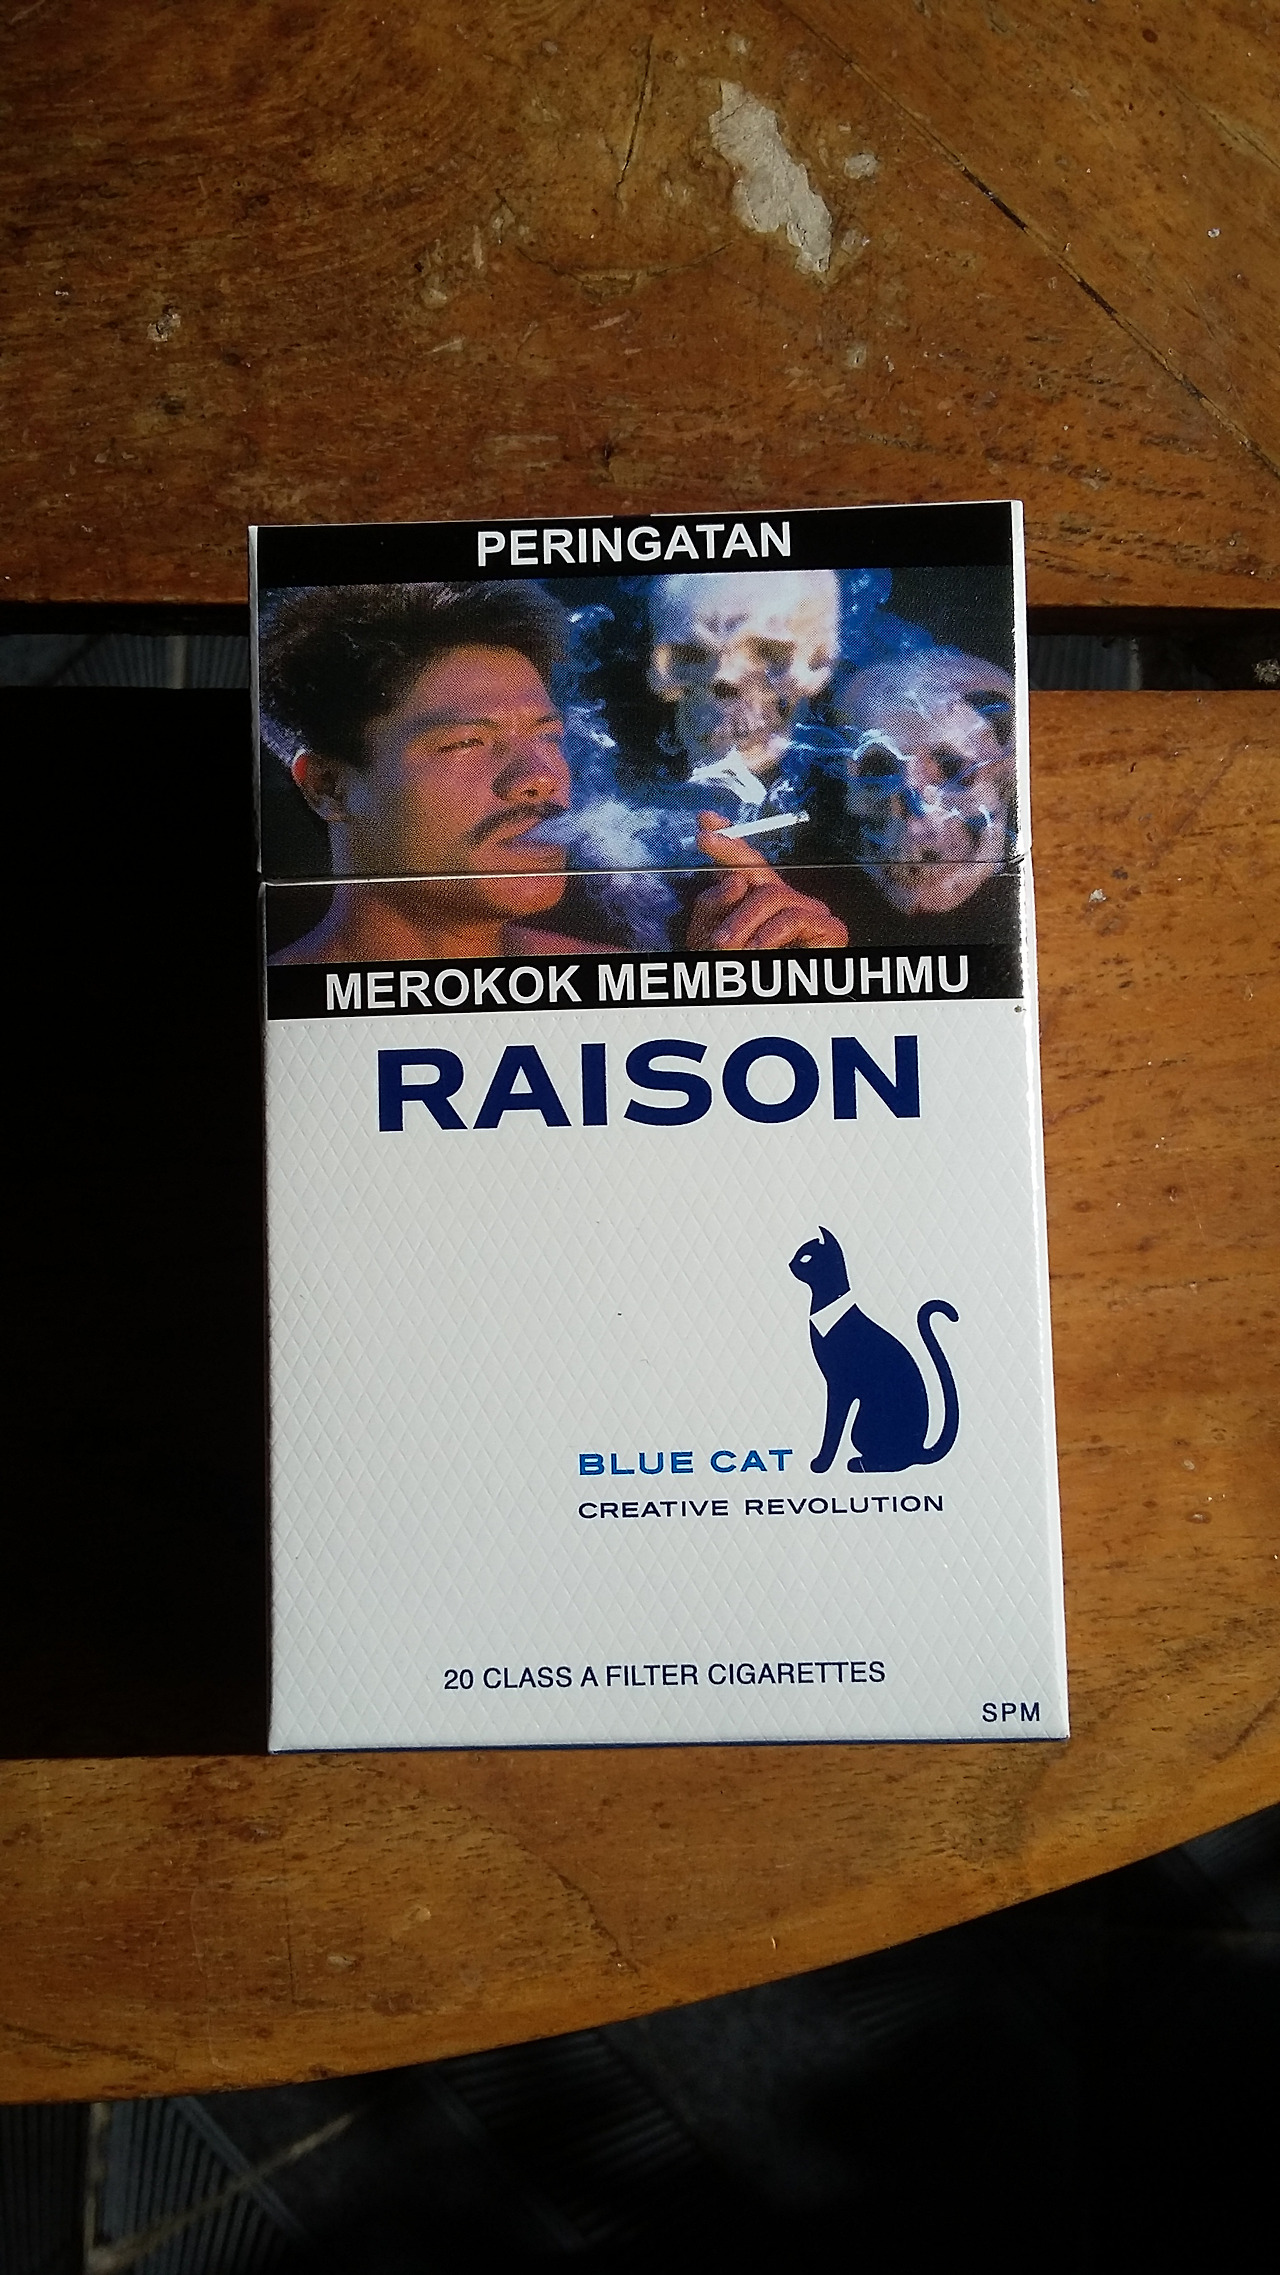 PERINGATAN
MEROKOK MEMBUNUHMU
RAISON
BLUE CAT
CREATIVE REVOLUTION
20 CLASS A FILTER CIGARETTES
SPM